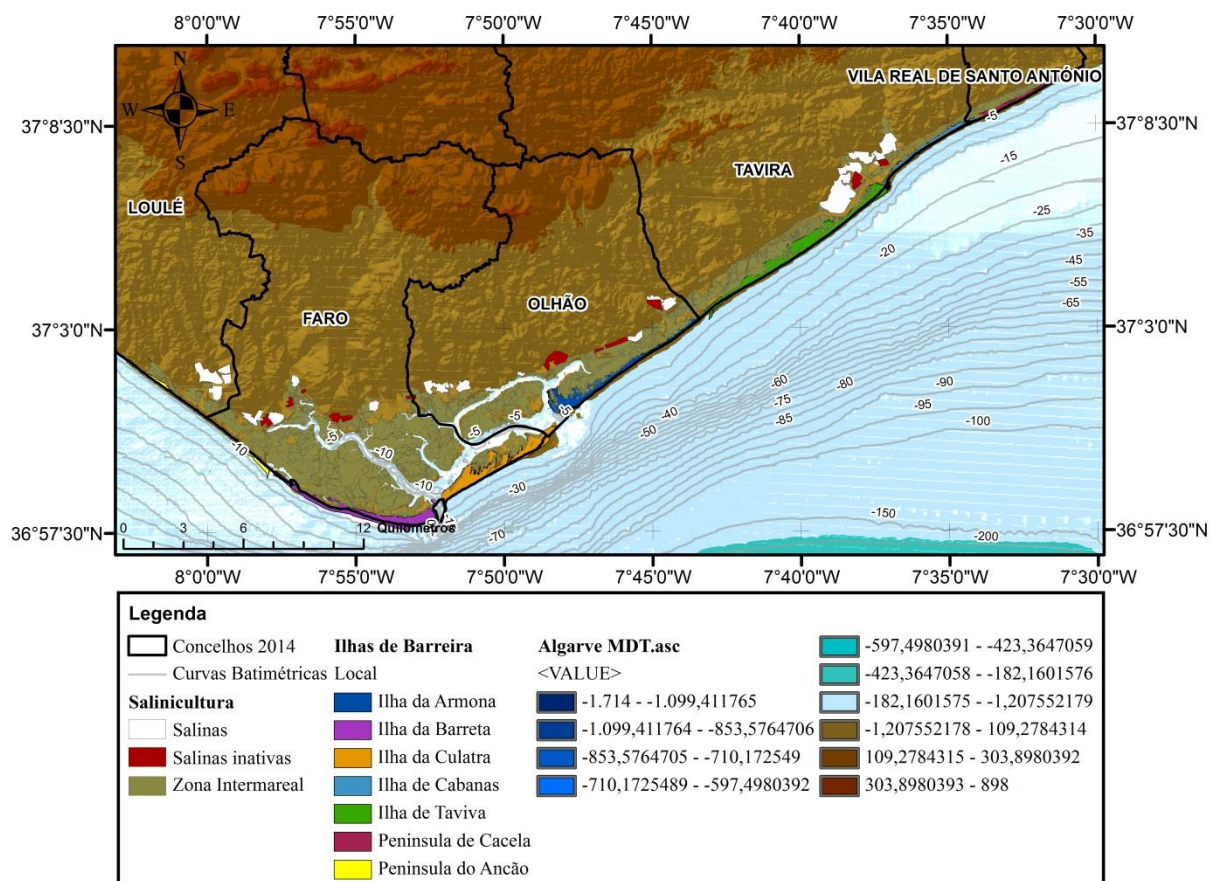 8°0'0"W 7°55'0"W 7°50'0"W 7°45'0"W 7°40'0"W 7°35'0"W 7°30'0"W
N
W E
S
VILA REAL DE SANTO ANTÓNIO
37°8'30"N 37°8'30"N
-5
-15
TAVIRA
LOULÉ
-25
-35
-20
-45
-55
OLHÃO
-65
FARO
37°3'0"N 37°3'0"N
-60
-80 -90
-75
-40 -95
-5 -5 -85
-5 -5 -50 -100
-10 -10
-10 -30
-150
0 3 6 12
Quilómetros
36°57'30"N 36°57'30"N
-70 -200
8°0'0"W 7°55'0"W 7°50'0"W 7°45'0"W 7°40'0"W 7°35'0"W 7°30'0"W
Legenda
Concelhos 2014
Curvas Batimétricas
Salinicultura
Salinas
Salinas inativas
Zona Intermareal
Ilhas de Barreira
Local
Ilha da Armona
Ilha da Barreta
Ilha da Culatra
Ilha de Cabanas
Ilha de Taviva
Peninsula de Cacela
Peninsula do Ancão
Algarve MDT.asc
<VALUE>
-1.714 - -1.099,411765
-1.099,411764 - -853,5764706
-853,5764705 - -710,172549
-710,1725489 - -597,4980392
-597,4980391 - -423,3647059
-423,3647058 - -182,1601576
-182,1601575 - -1,207552179
-1,207552178 - 109,2784314
109,2784315 - 303,8980392
303,8980393 - 898